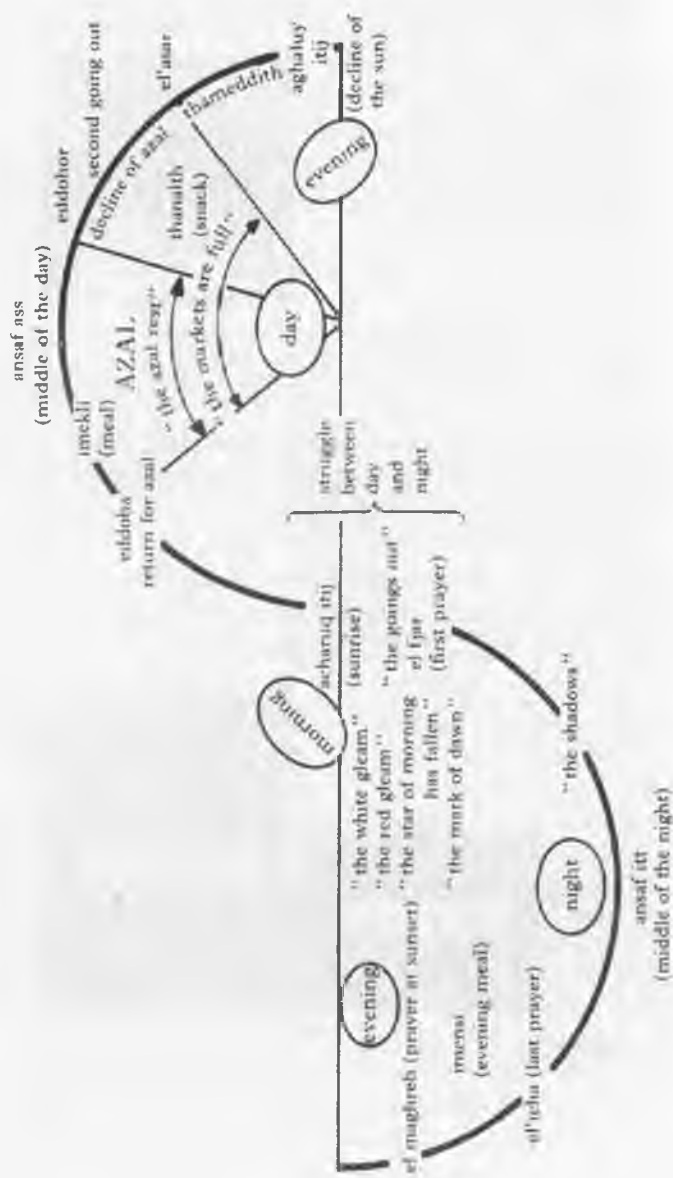 ansaf ass
(middle of the day)
eddohor
second going out
decline of azal
el'asar
thameddith
aghaluy
itij
(decline of
the sun)
imekli
(meal)
AZAL
"the azal rest"
"the markets are full"
thanalth
(snack)
eddoha
return for azal
day
evening
struggle
between
day
and
night
morning
acharuq itij
(sunrise)
"the white gleam"
"the red gleam"
"the star of morning
has fallen"
"the mark of dawn"
"the goings out"
el fjar
(first prayer)
evening
el maghreb (prayer at sunset)
imensi
(evening meal)
night
"the shadows"
el'icha (last prayer)
ansaf itt
(middle of the night)